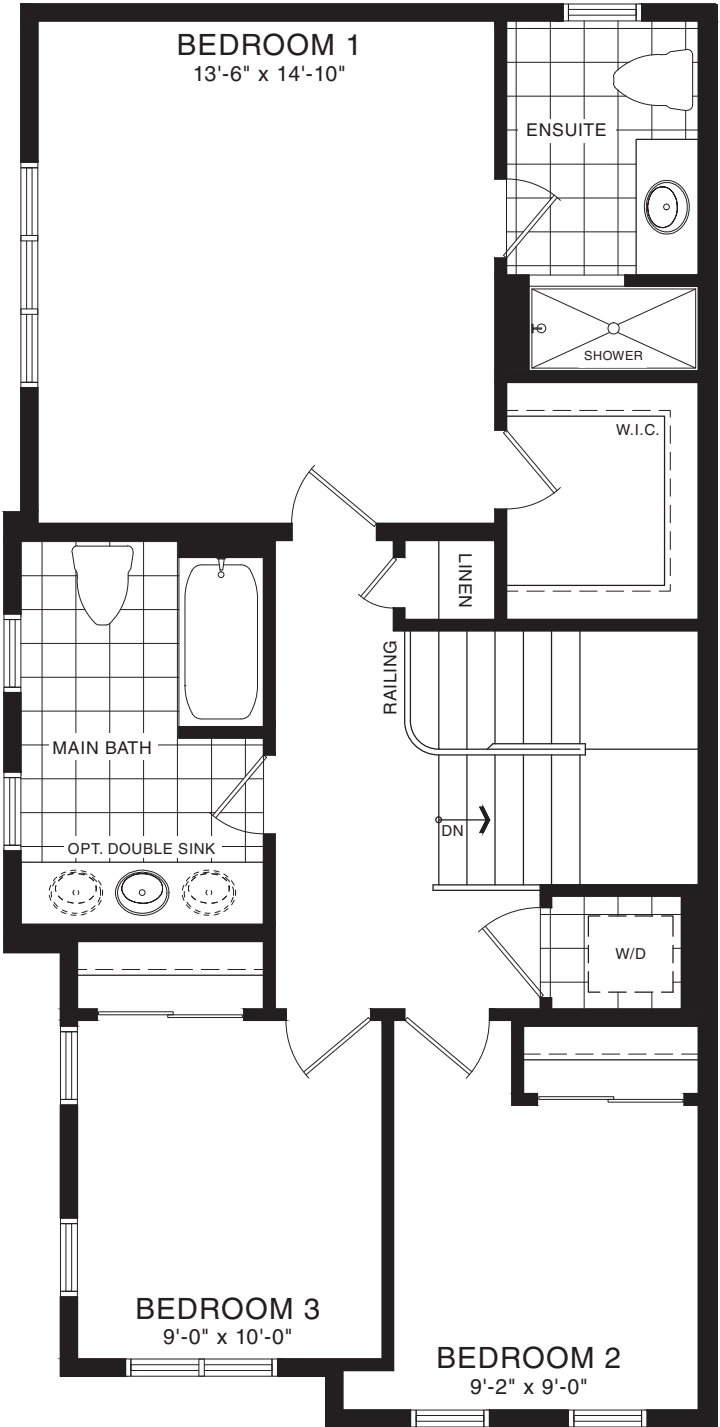 BEDROOM 1
13'-6" x 14'-10"
ENSUITE
SHOWER
W.I.C.
LINEN
RAILING
MAIN BATH
DN
OPT. DOUBLE SINK
W/D
BEDROOM 3
9'-0" x 10'-0"
BEDROOM 2
9'-2" x 9'-0"